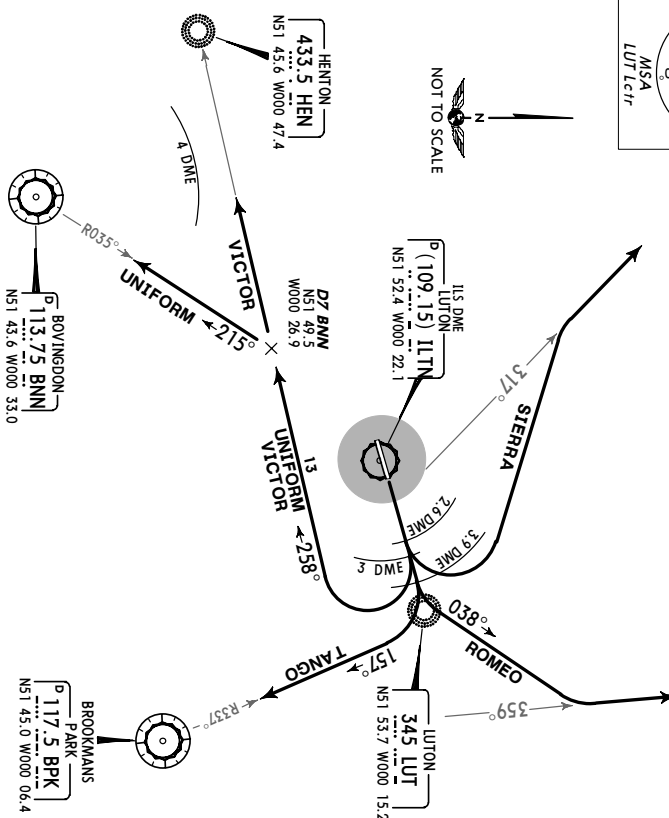 MSA
LUT Lctr
NOT TO SCALE
N
HENTON
433.5 HEN
N51 45.6 W000 47.4
4 DME
R035°
BOVINGDON
D 113.75 BNN
N51 43.6 W000 33.0
VICTOR
UNIFORM
215°
D7 BNN
N51 49.5
W000 26.9
ILS DME
LUTON
D (109.15) ILTN
N51 52.4 W000 22.1
317°
SIERRA
13
UNIFORM
VICTOR
258°
2.6 DME
3.9 DME
3 DME
038°
ROMEO
359°
TANGO
157°
R337°
LUTON
345 LUT
N51 53.7 W000 15.2
BROOKMANS
PARK
D 117.5 BPK
N51 45.0 W000 06.4